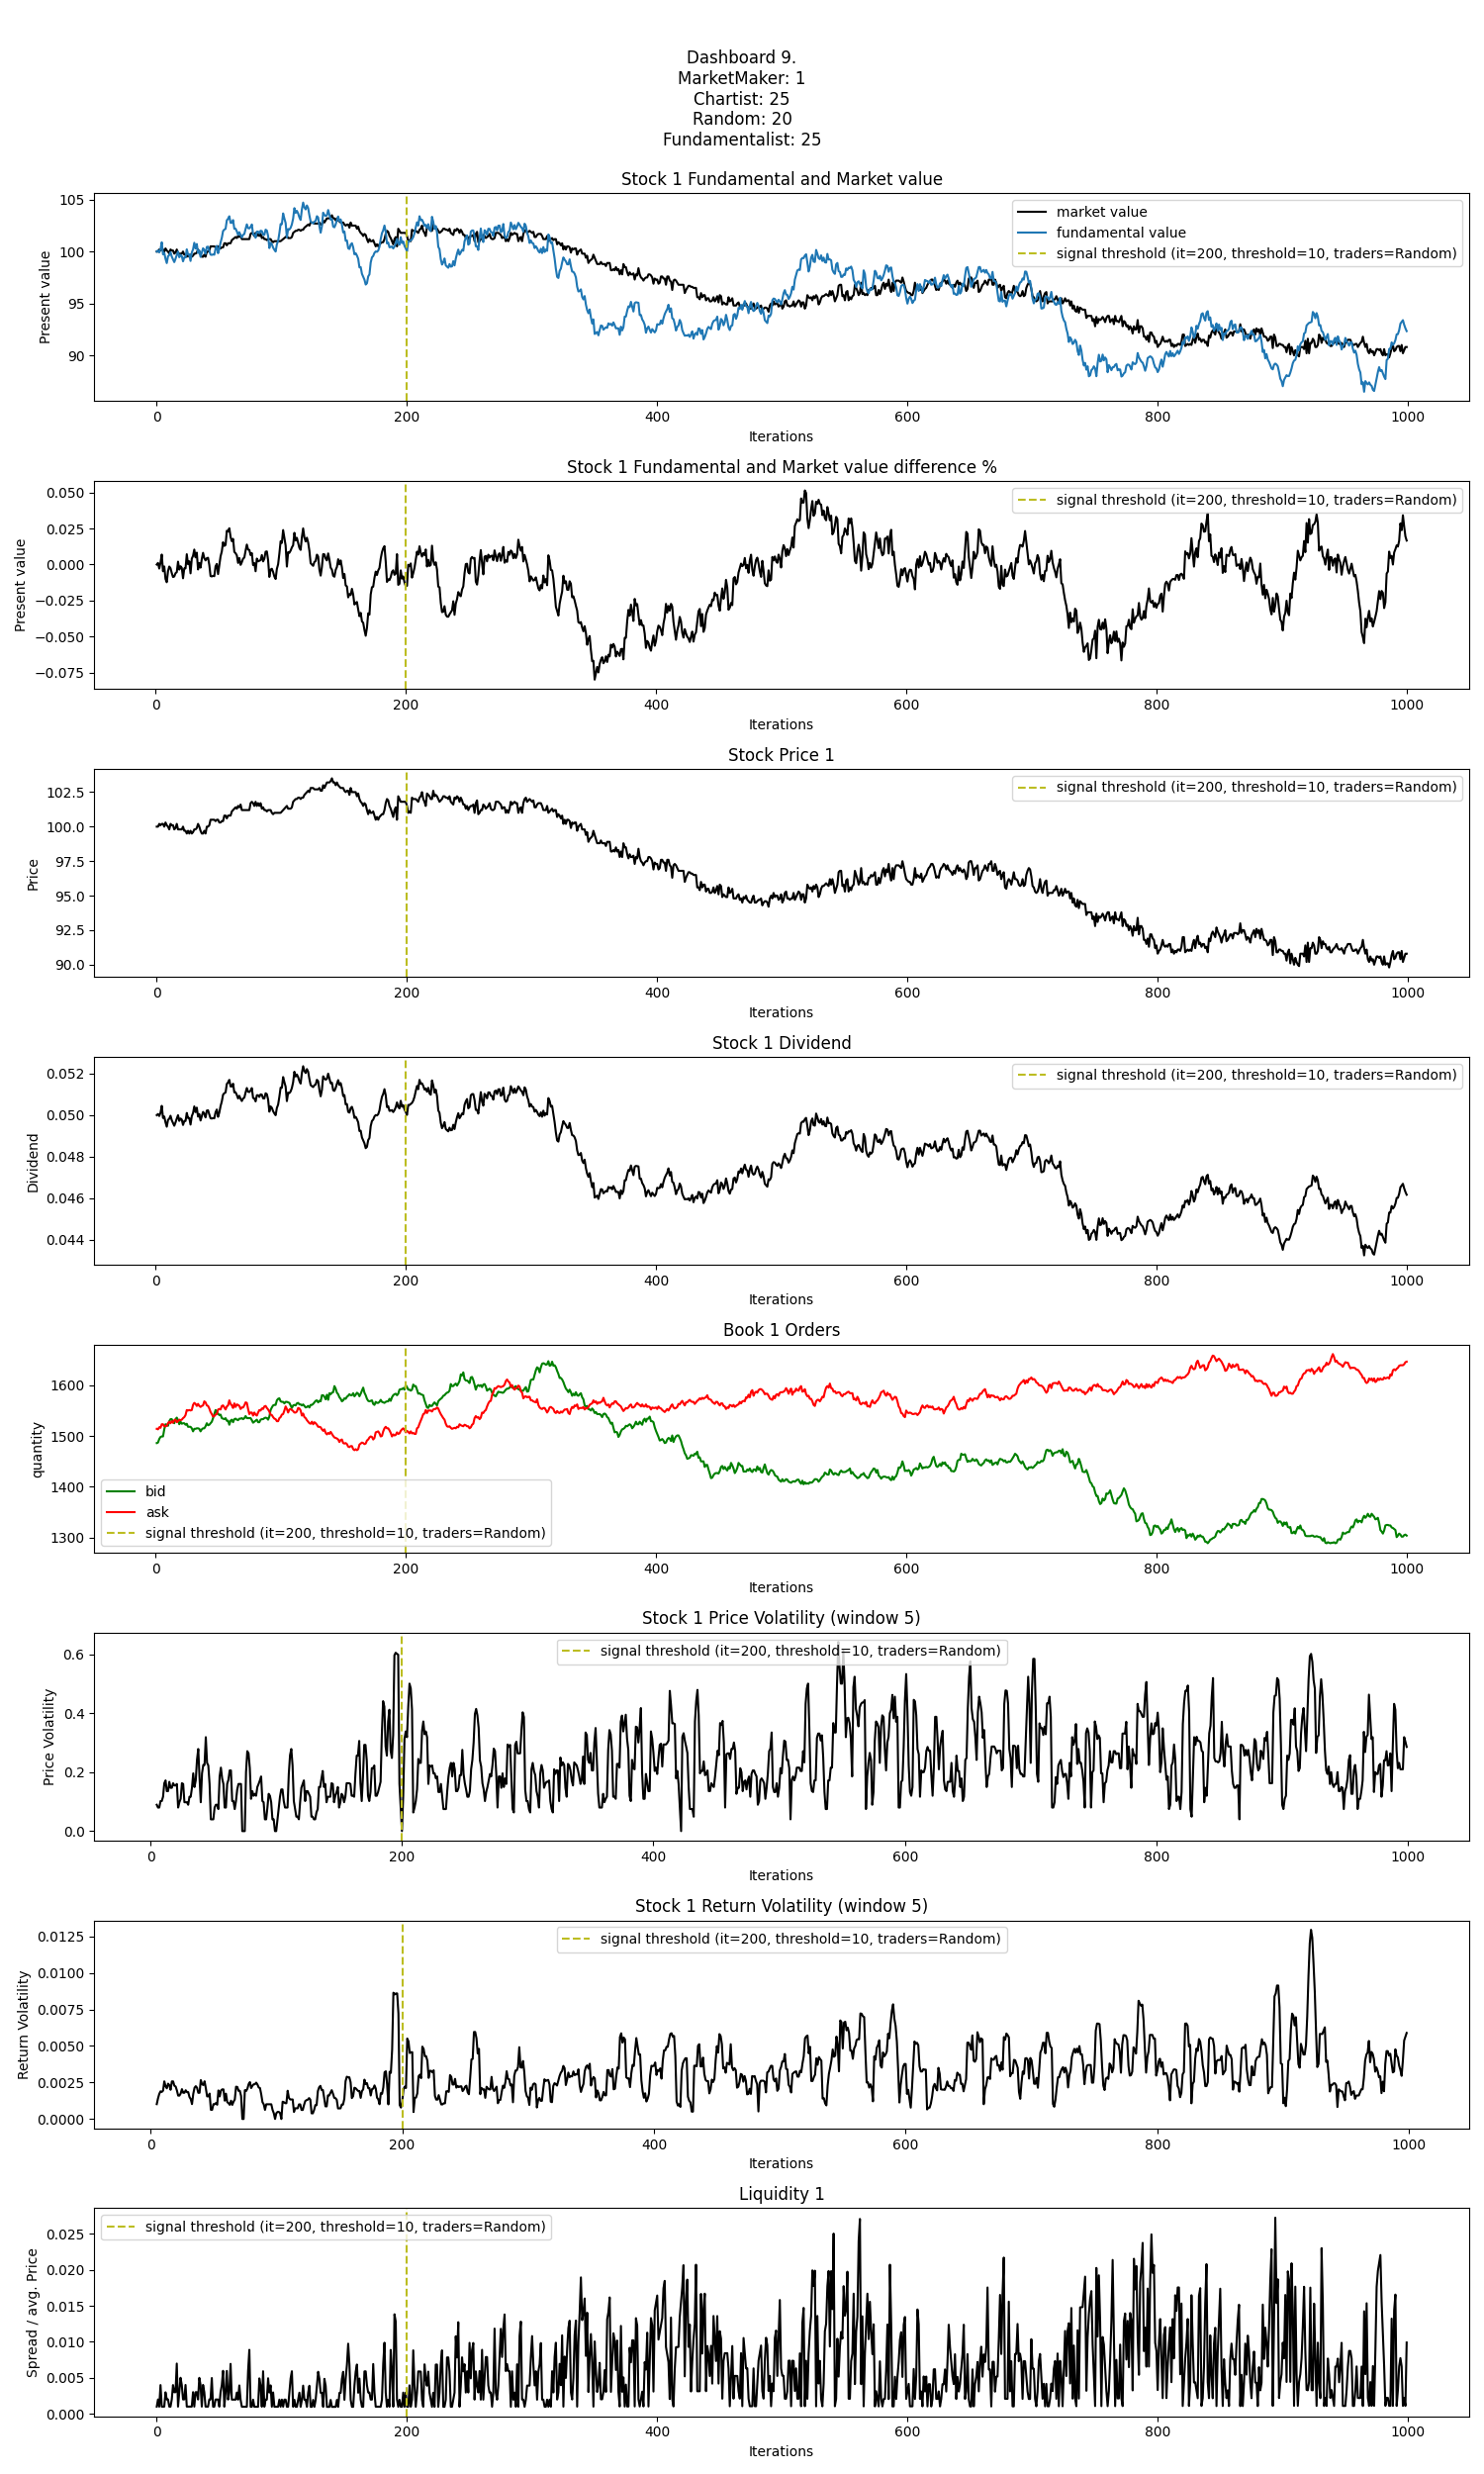 Dashboard 9.
MarketMaker: 1
Chartist: 25
Random: 20
Fundamentalist: 25
Stock 1 Fundamental and Market value
105
100
95
90
Present value
market value
fundamental value
signal threshold (it=200, threshold=10, traders=Random)
0 200 400 600 800 1000
Iterations
Stock 1 Fundamental and Market value difference %
0.050
0.025
0.000
−0.025
−0.050
−0.075
Present value
signal threshold (it=200, threshold=10, traders=Random)
0 200 400 600 800 1000
Iterations
Stock Price 1
102.5
100.0
97.5
95.0
92.5
90.0
Price
signal threshold (it=200, threshold=10, traders=Random)
0 200 400 600 800 1000
Iterations
Stock 1 Dividend
0.052
0.050
0.048
0.046
0.044
Dividend
signal threshold (it=200, threshold=10, traders=Random)
0 200 400 600 800 1000
Iterations
Book 1 Orders
1600
1500
1400
1300
quantity
bid
ask
signal threshold (it=200, threshold=10, traders=Random)
0 200 400 600 800 1000
Iterations
Stock 1 Price Volatility (window 5)
0.6
0.4
0.2
0.0
Price Volatility
signal threshold (it=200, threshold=10, traders=Random)
0 200 400 600 800 1000
Iterations
Stock 1 Return Volatility (window 5)
0.0125
0.0100
0.0075
0.0050
0.0025
0.0000
Return Volatility
signal threshold (it=200, threshold=10, traders=Random)
0 200 400 600 800 1000
Iterations
Liquidity 1
0.025
0.020
0.015
0.010
0.005
0.000
Spread / avg. Price
signal threshold (it=200, threshold=10, traders=Random)
0 200 400 600 800 1000
Iterations